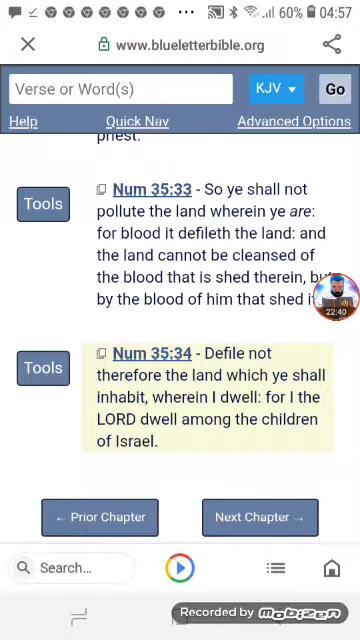 60% 04:57
www.blueletterbible.org
Verse or Word(s) KJV Go
Help Quick Nav Advanced Options
priest.
Tools Num 35:33 - So ye shall not
pollute the land wherein ye are:
for blood it defileth the land: and
the land cannot be cleansed of
the blood that is shed therein, but
by the blood of him that shed it
22:40
Tools Num 35:34 - Defile not
therefore the land which ye shall
inhabit, wherein I dwell: for I the
LORD dwell among the children
of Israel.
← Prior Chapter Next Chapter →
Search...
Recorded by mobizen